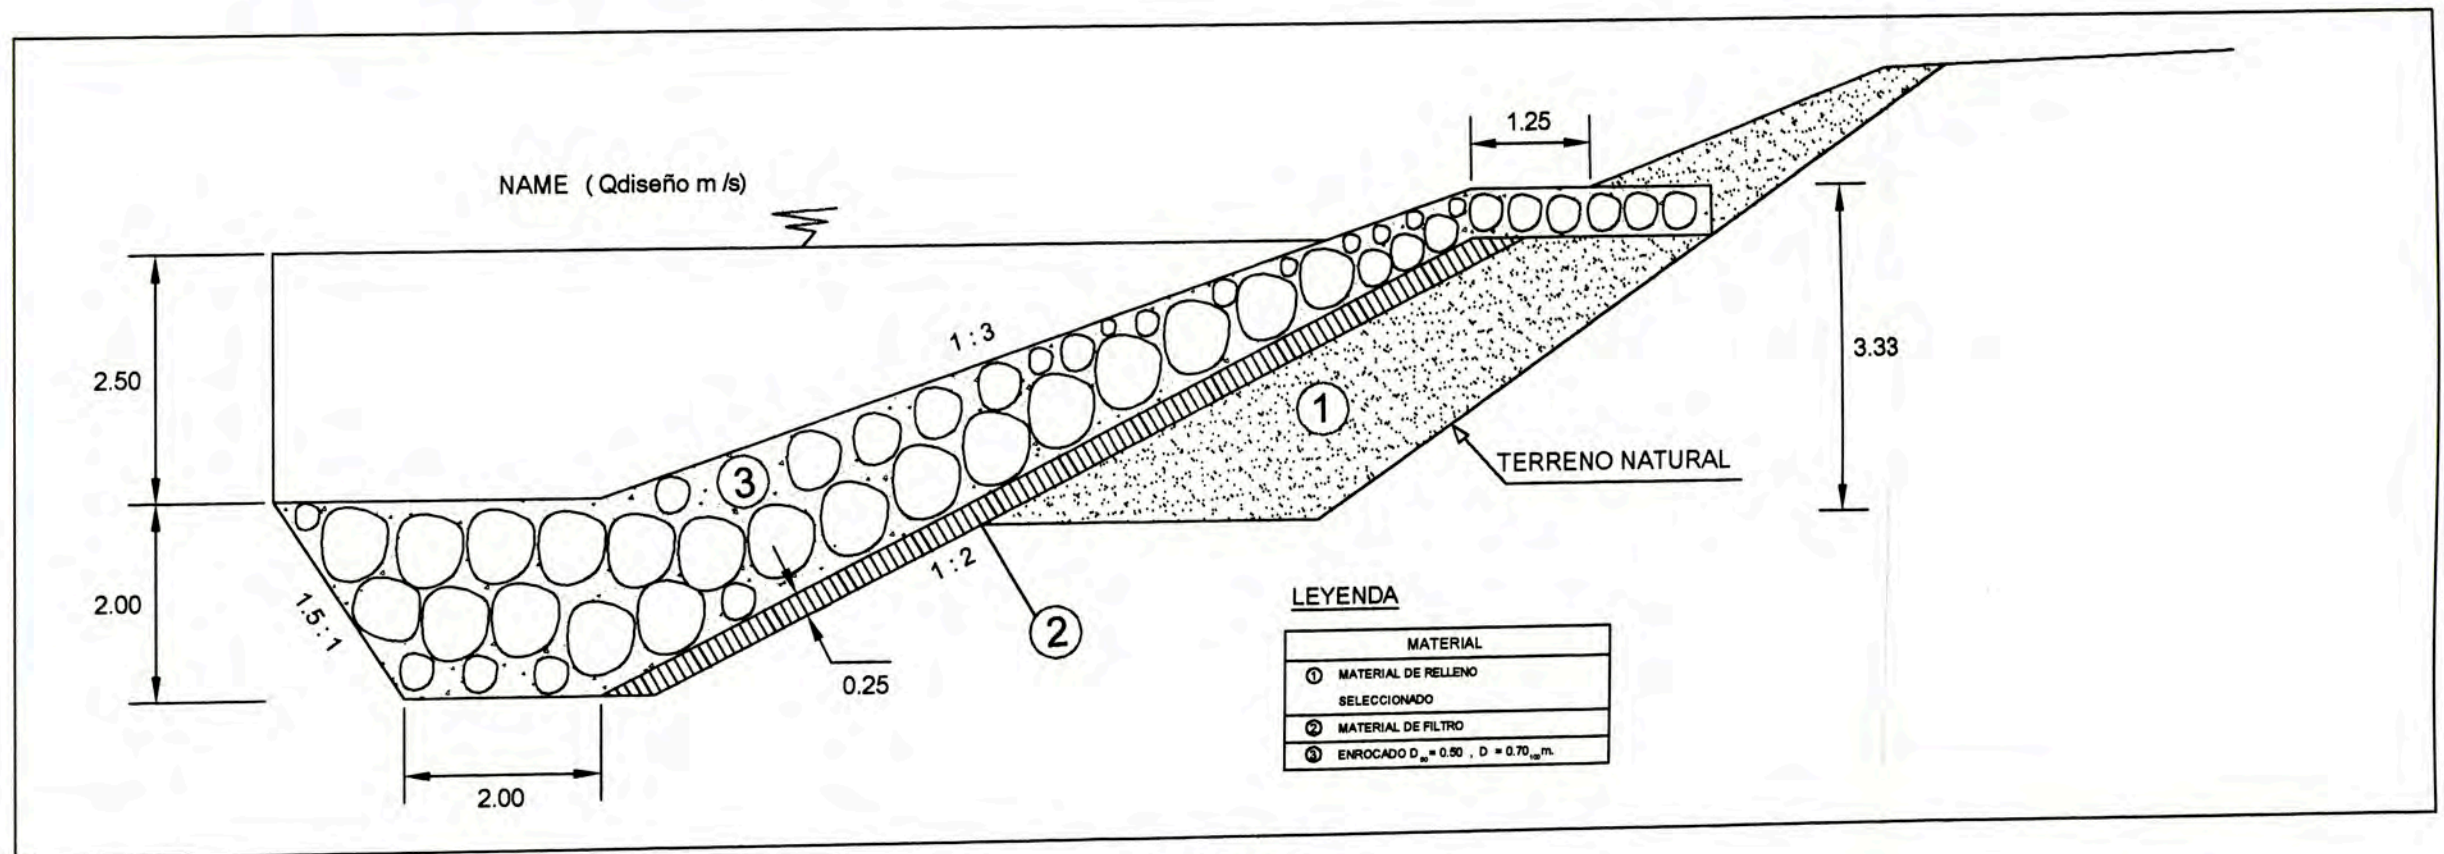 NAME ( Qdiseño m /s)
1.25
2.50
1 : 3
3.33
3
1
TERRENO NATURAL
2.00
1.5 : 1
1 : 2
2
0.25
2.00
LEYENDA
MATERIAL
1 MATERIAL DE RELLENO
SELECCIONADO
2 MATERIAL DE FILTRO
3 ENROCADO D = 0.50 , D = 0.70 m.